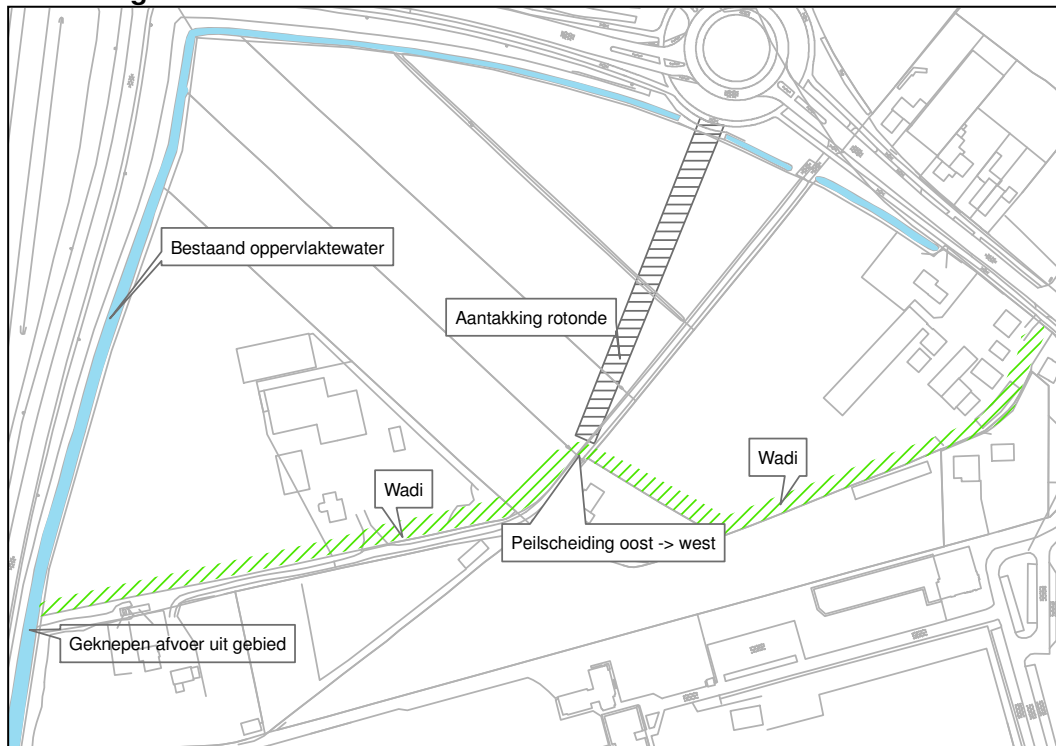 Bestaand oppervlaktewater
Aantakking rotonde
Wadi
Wadi
Peilscheiding oost -> west
Geknepen afvoer uit gebied